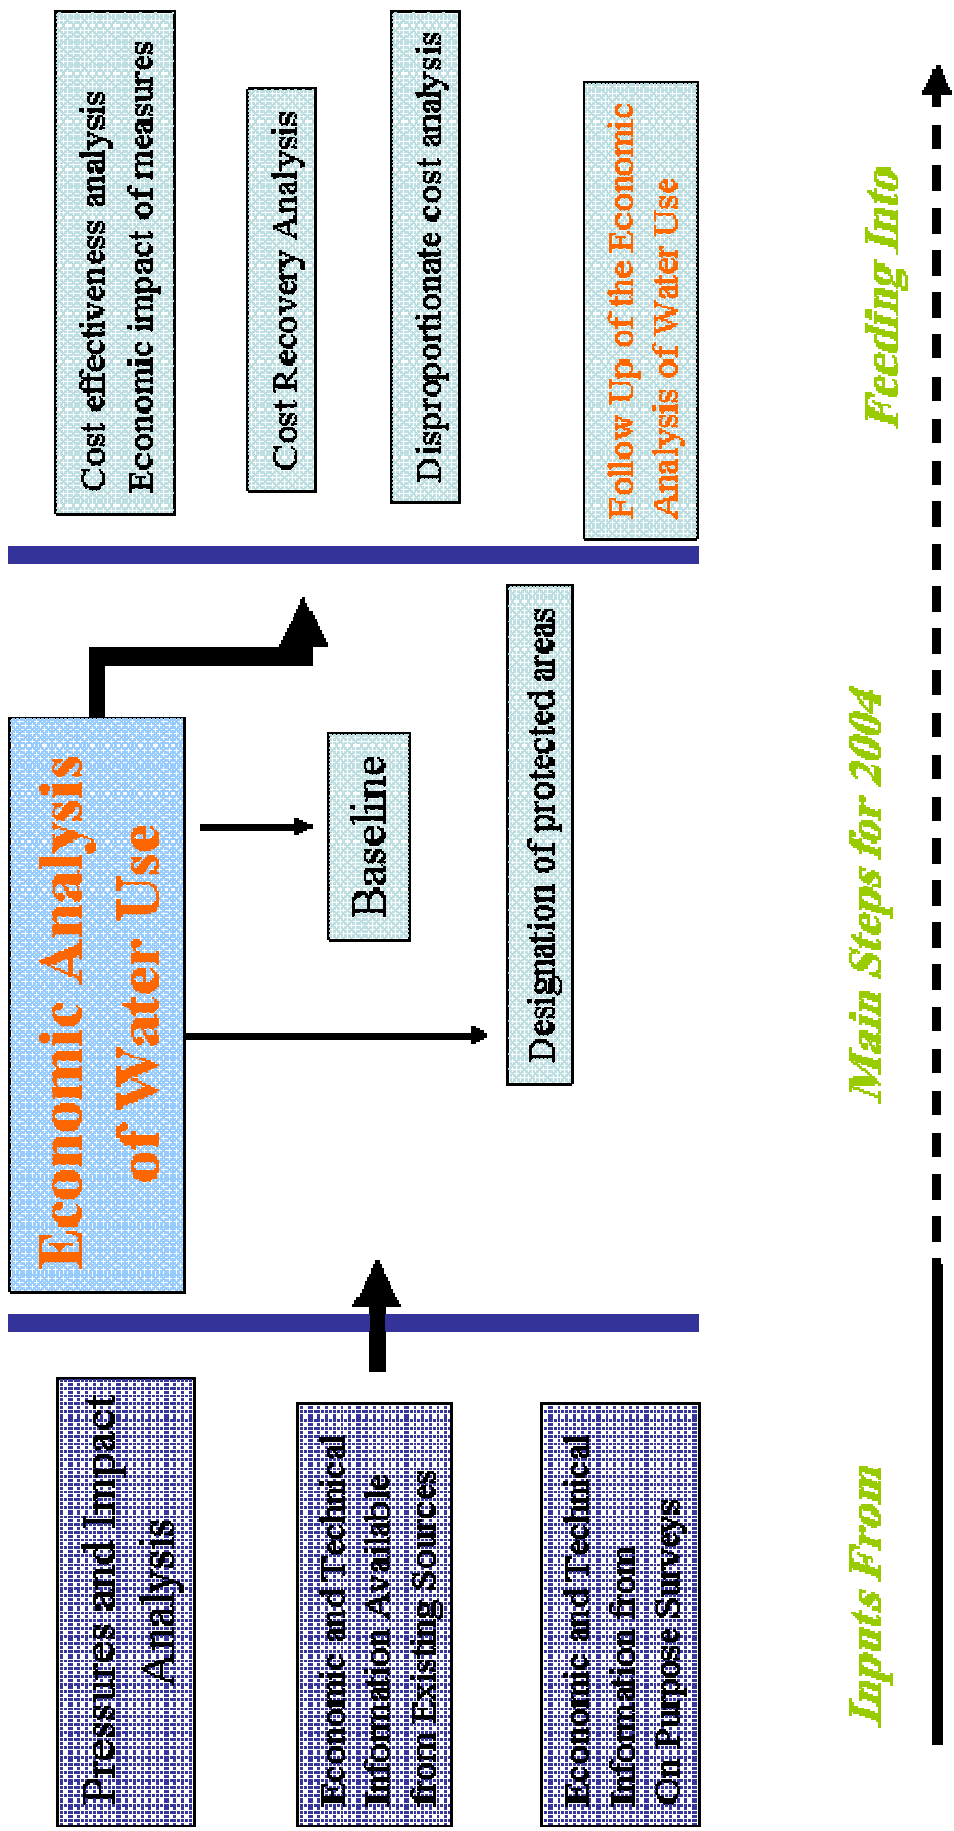 Pressures and Impact
Analysis
Economic and Technical
Information Available
from Existing Sources
Economic and Technical
Information from
On Purpose Surveys
Economic Analysis
of Water Use
Baseline
Designation of protected areas
Cost effectiveness analysis
Economic impact of measures
Cost Recovery Analysis
Disproportionate cost analysis
Follow Up of the Economic
Analysis of Water Use
Inputs From
Main Steps for 2004
Feeding Into